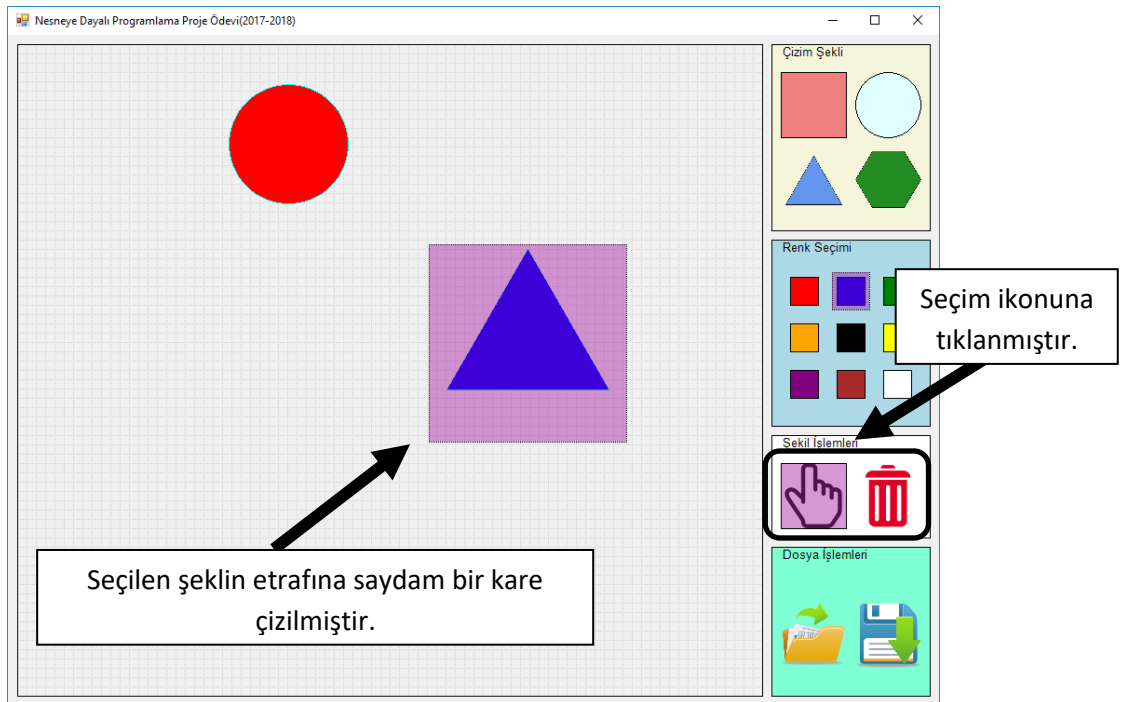 Nesneye Dayalı Programlama Proje Ödevi(2017-2018)
Çizim Şekli
Renk Seçimi
Seçim ikonuna
tıklanmıştır.
Şekil İşlemleri
Seçilen şeklin etrafına saydam bir kare
çizilmiştir.
Dosya İşlemleri